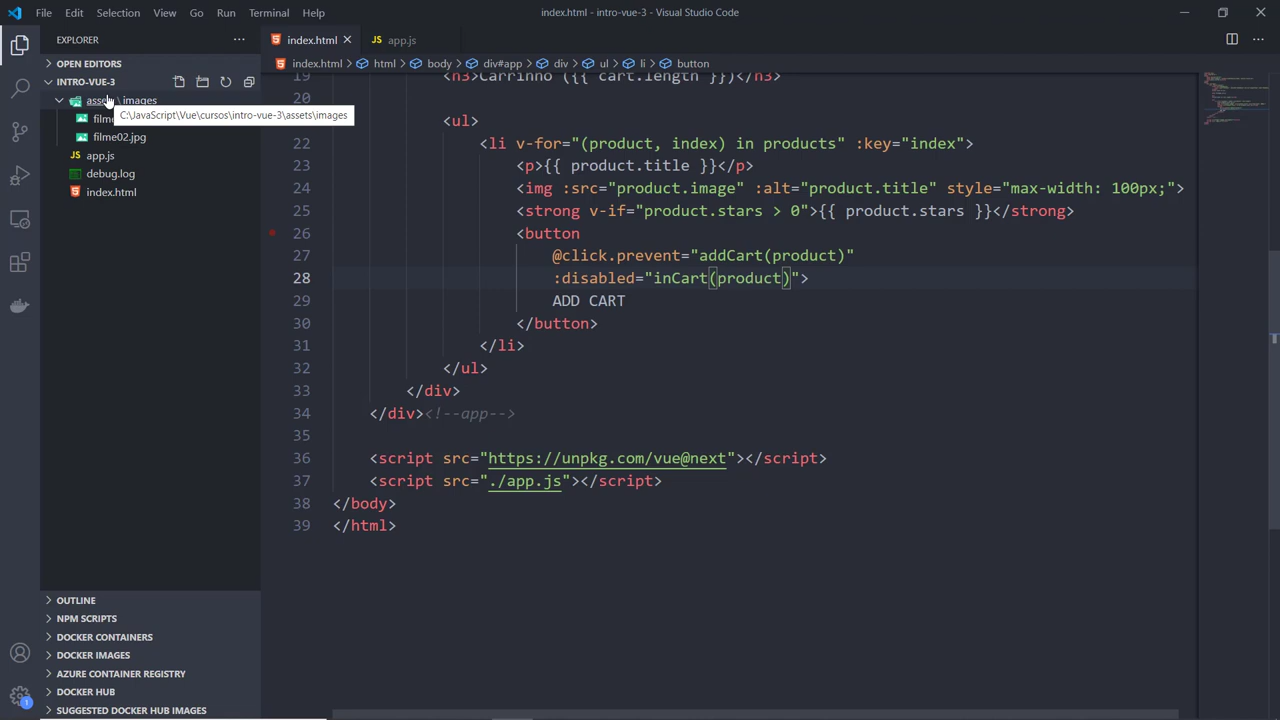 File Edit Selection View Go Run Terminal Help
index.html - intro-vue-3 - Visual Studio Code
EXPLORER
index.html
app.js
OPEN EDITORS
INTRO-VUE-3
images
C:\JavaScript\Vue\cursos\intro-vue-3\assets\images
filme02.jpg
app.js
debug.log
index.html
OUTLINE
NPM SCRIPTS
DOCKER CONTAINERS
DOCKER IMAGES
AZURE CONTAINER REGISTRY
DOCKER HUB
SUGGESTED DOCKER HUB IMAGES
1
index.html > html > body > div#app > div > ul > li > button
19 <h3>Carrinho ({{ cart.length }})</h3>
20
<ul>
22 <li v-for="(product, index) in products" :key="index">
23 <p>{{ product.title }}</p>
24 <img :src="product.image" :alt="product.title" style="max-width: 100px;">
25 <strong v-if="product.stars > 0">{{ product.stars }}</strong>
26 <button
27 @click.prevent="addCart(product)"
28 :disabled="inCart(product)">
29 ADD CART
30 </button>
31 </li>
32 </ul>
33 </div>
34 </div><!--app-->
35
36 <script src="https://unpkg.com/vue@next"></script>
37 <script src="./app.js"></script>
38 </body>
39 </html>